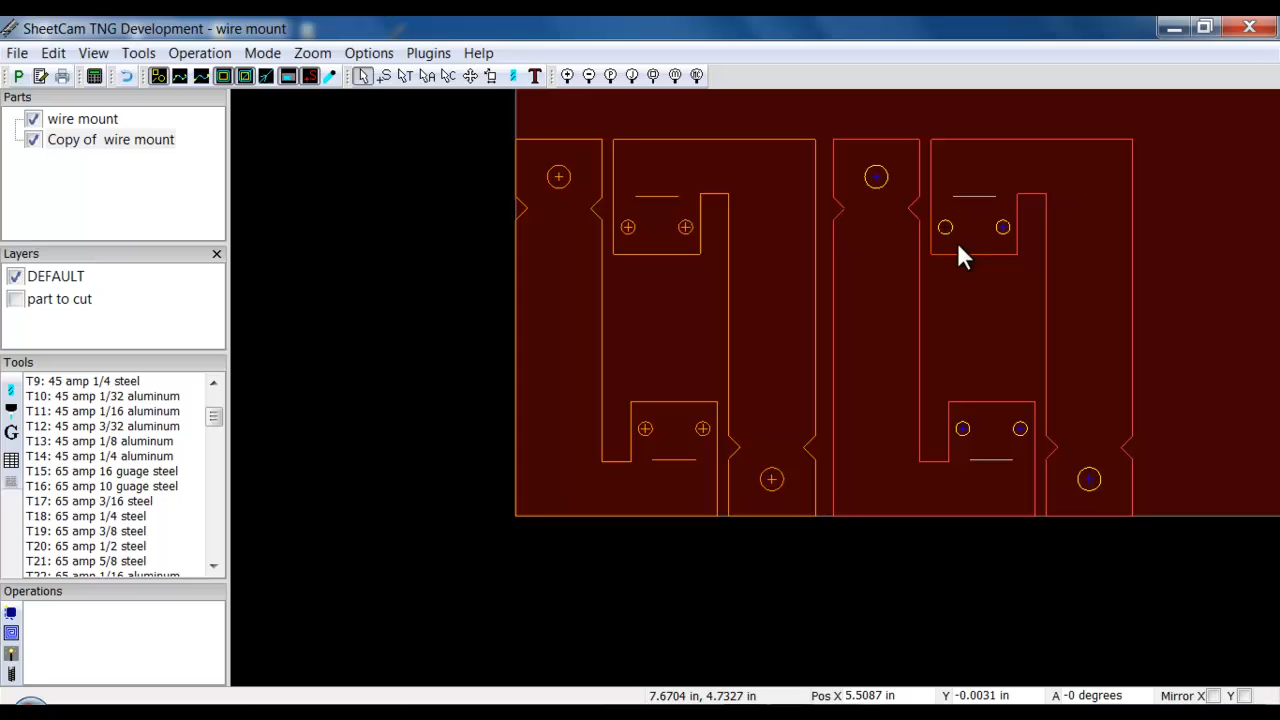 SheetCam TNG Development - wire mount
File Edit View Tools Operation Mode Zoom Options Plugins Help
Parts
wire mount
Copy of wire mount
Layers
DEFAULT
part to cut
Tools
T9: 45 amp 1/4 steel
T10: 45 amp 1/32 aluminum
T11: 45 amp 1/16 aluminum
T12: 45 amp 3/32 aluminum
T13: 45 amp 1/8 aluminum
T14: 45 amp 1/4 aluminum
T15: 65 amp 16 guage steel
T16: 65 amp 10 guage steel
T17: 65 amp 3/16 steel
T18: 65 amp 1/4 steel
T19: 65 amp 3/8 steel
T20: 65 amp 1/2 steel
T21: 65 amp 5/8 steel
T22: 65 amp 1/16 aluminum
Operations
7.6704 in, 4.7327 in Pos X 5.5087 in Y -0.0031 in A -0 degrees Mirror X Y